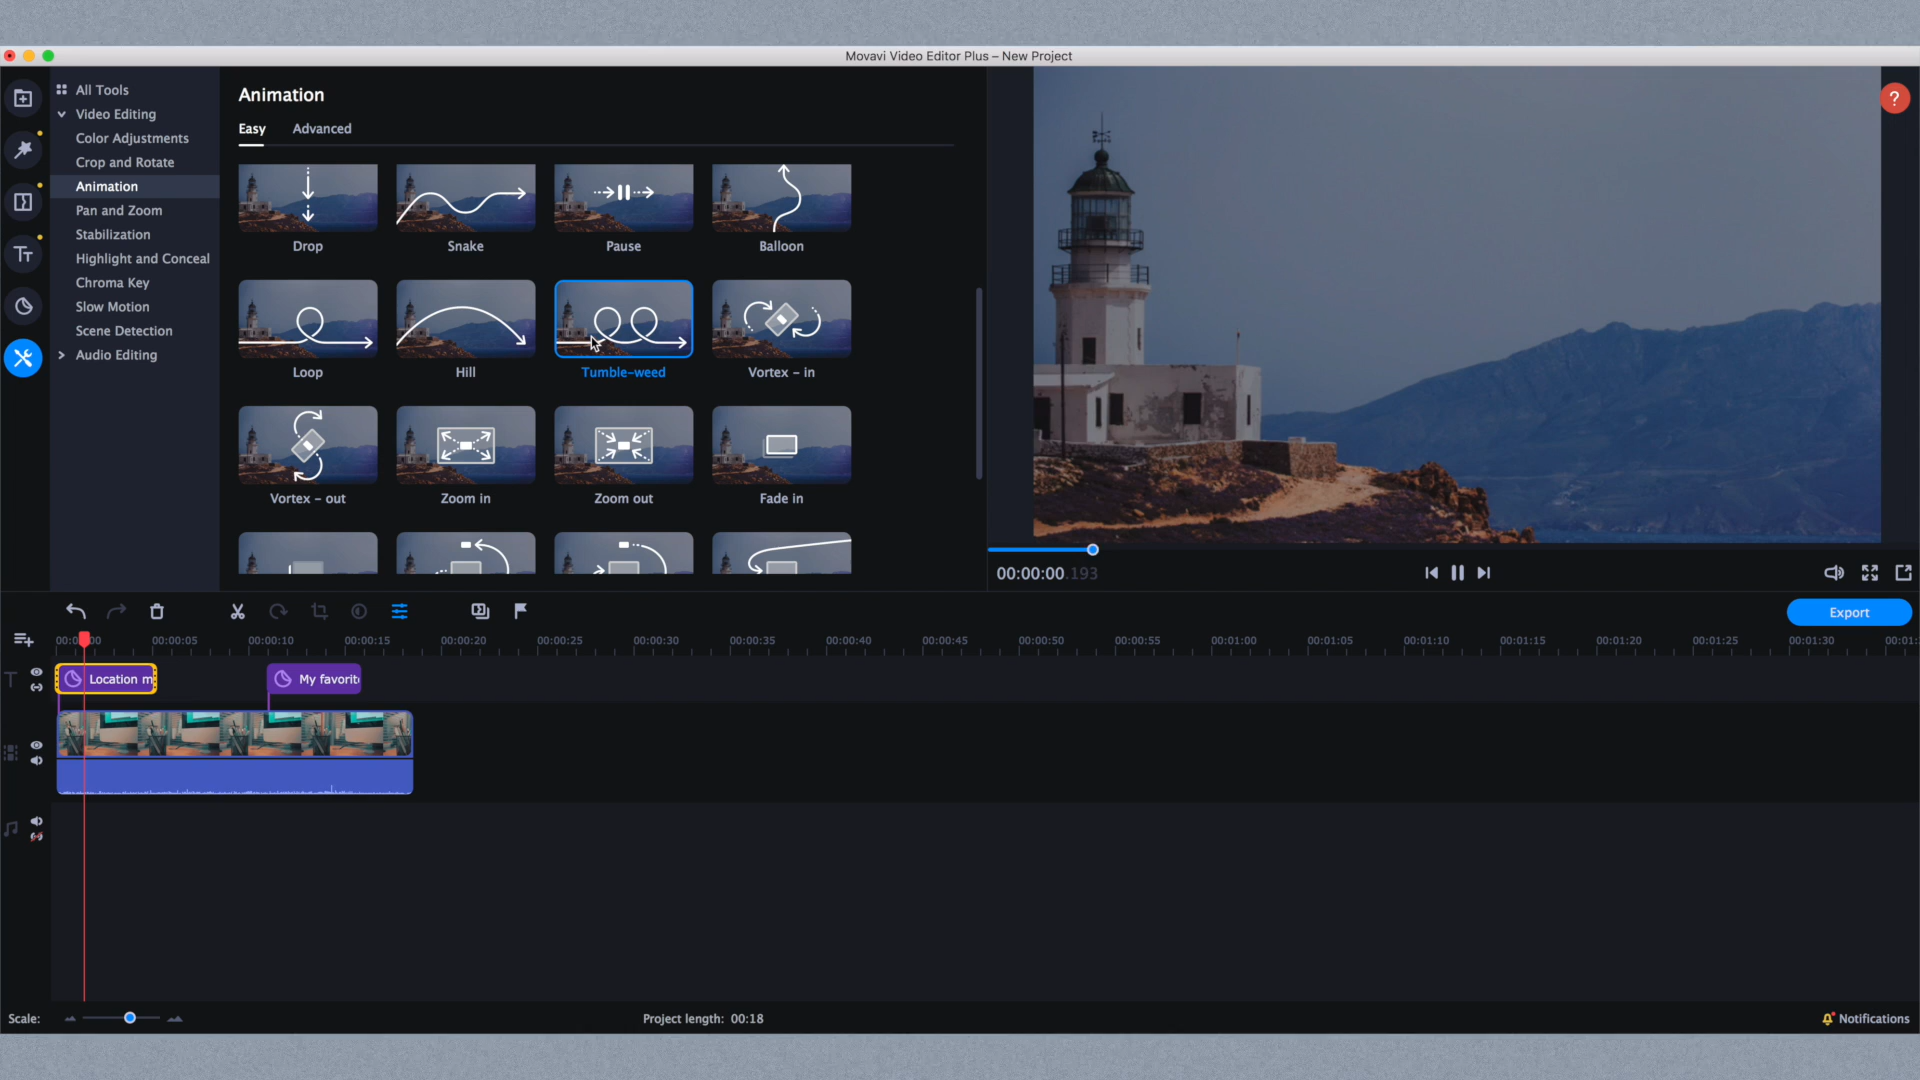 Movavi Video Editor Plus – New Project
All Tools
Video Editing
Color Adjustments
Crop and Rotate
Animation
Pan and Zoom
Stabilization
Highlight and Conceal
Chroma Key
Slow Motion
Scene Detection
Audio Editing
Animation
Easy Advanced
Drop Snake Pause Balloon
Loop Hill Tumble-weed Vortex – in
Vortex – out Zoom in Zoom out Fade in
?
00:00:00.193
Export
00:00:05 00:00:10 00:00:15 00:00:20 00:00:25 00:00:30 00:00:35 00:00:40 00:00:45 00:00:50 00:00:55 00:01:00 00:01:05 00:01:10 00:01:15 00:01:20 00:01:25 00:01:30
Location m My favorit
Scale:
Project length: 00:18
Notifications